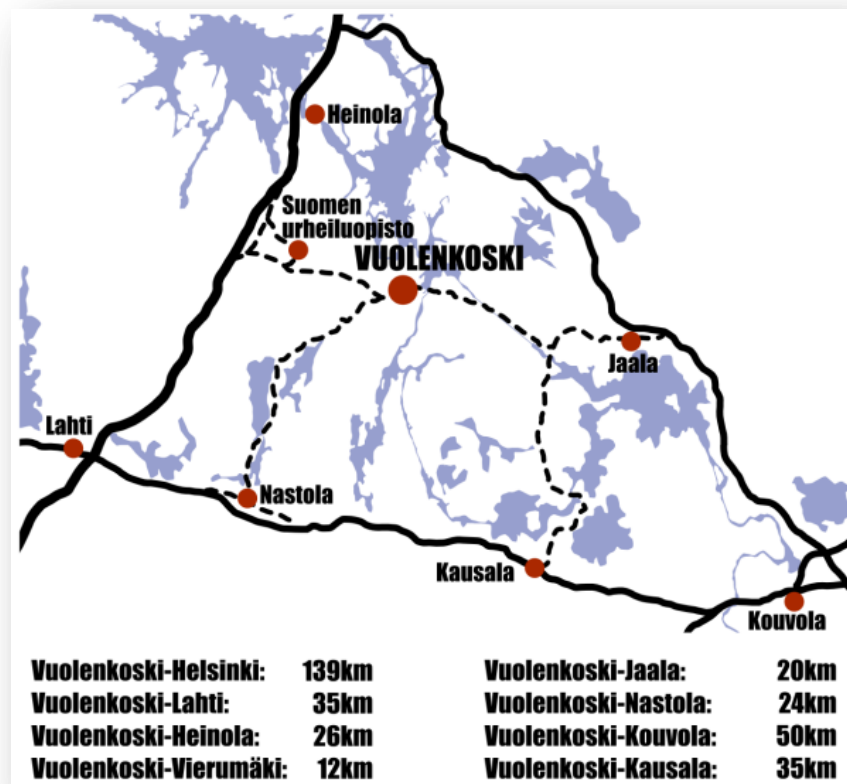 Heinola
Suomen
urheiluopisto
VUOLENKOSKI
Jaala
Lahti
Nastola
Kausala
Kouvola
Vuolenkoski-Helsinki: 139km
Vuolenkoski-Lahti: 35km
Vuolenkoski-Heinola: 26km
Vuolenkoski-Vierumäki: 12km
Vuolenkoski-Jaala: 20km
Vuolenkoski-Nastola: 24km
Vuolenkoski-Kouvola: 50km
Vuolenkoski-Kausala: 35km